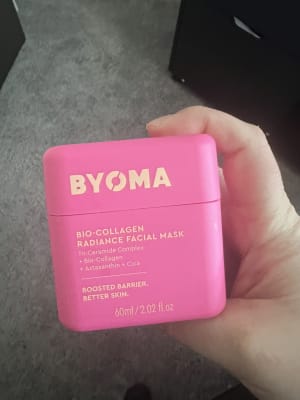 BYOMA
BIO-COLLAGEN
RADIANCE FACIAL MASK
Tri-Ceramide Complex
+ Bio-Collagen
+ Astaxanthin + Cica
BOOSTED BARRIER.
BETTER SKIN.
60ml / 2.02 fl.oz